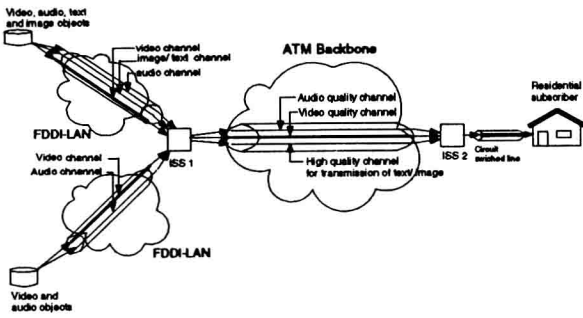 Video, audio, text
and image objects
video channel
image/ text channel
audio channel
FDDI-LAN
ATM Backbone
Audio quality channel
Video quality channel
High quality channel
for transmission of text/ image
ISS 1
ISS 2
Circuit
switched line
Residential
subscriber
Video channel
Audio chnannel
FDDI-LAN
Video and
audio objects